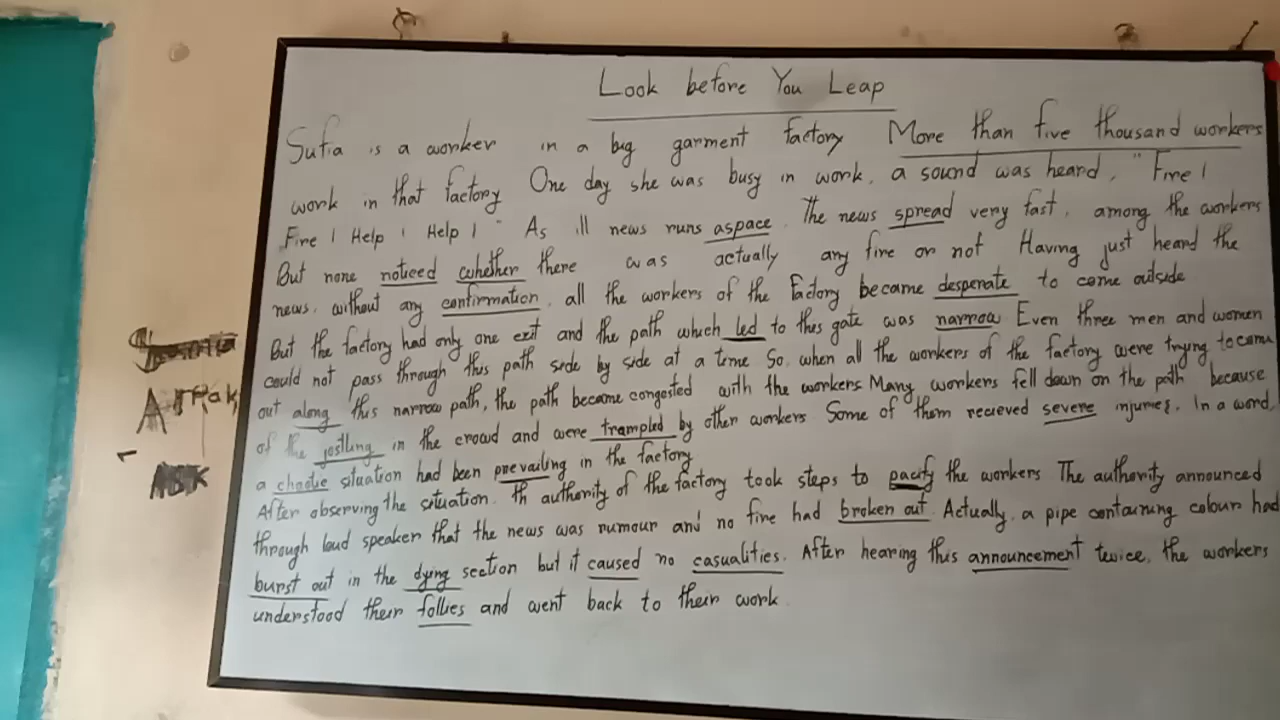 Look before You Leap
Sufia is a worker in a big garment factory More than five thousand workers
work in that factory One day she was busy in work, a sound was heard, "Fire!
Fire! Help! Help!" As ill news runs aspace. The news spread very fast, among the workers
But none noticed whether there was actually any fire or not Having just heard the
news, without any confirmation, all the workers of the factory became desperate to come outside
But the factory had only one exit and the path which led to this gate was narrow Even three men and women
could not pass through this path side by side at a time So, when all the workers of the factory were trying to come
out along this narrow path, the path became congested with the workers Many workers fell down on the path because
of the jostling in the crowd and were trampled by other workers Some of them recieved severe injuries. In a word,
a chaotic situation had been prevailing in the factory
After observing the situation, th authority of the factory took steps to pacify the workers The authority announced
through loud speaker that the news was rumour and no fire had broken out. Actually, a pipe containing colour had
burst out in the dying section but it caused no casualities. After hearing this announcement twice, the workers
understood their follies and went back to their work.